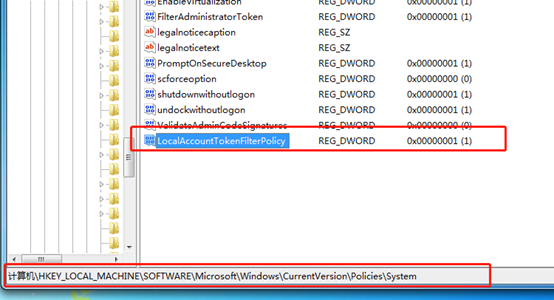 EnableVirtualization REG_DWORD 0x00000001 (1)
FilterAdministratorToken REG_DWORD 0x00000001 (1)
legalnoticecaption REG_SZ
legalnoticetext REG_SZ
PromptOnSecureDesktop REG_DWORD 0x00000001 (1)
scforceoption REG_DWORD 0x00000000 (0)
shutdownwithoutlogon REG_DWORD 0x00000001 (1)
undockwithoutlogon REG_DWORD 0x00000001 (1)
ValidateAdminCodeSignatures REG_DWORD 0x00000000 (0)
LocalAccountTokenFilterPolicy REG_DWORD 0x00000001 (1)
计算机\HKEY_LOCAL_MACHINE\SOFTWARE\Microsoft\Windows\CurrentVersion\Policies\System